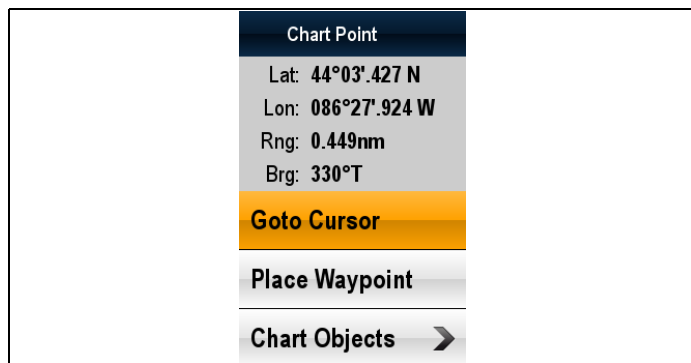 Chart Point
Lat: 44°03'.427 N
Lon: 086°27'.924 W
Rng: 0.449nm
Brg: 330°T
Goto Cursor
Place Waypoint
Chart Objects